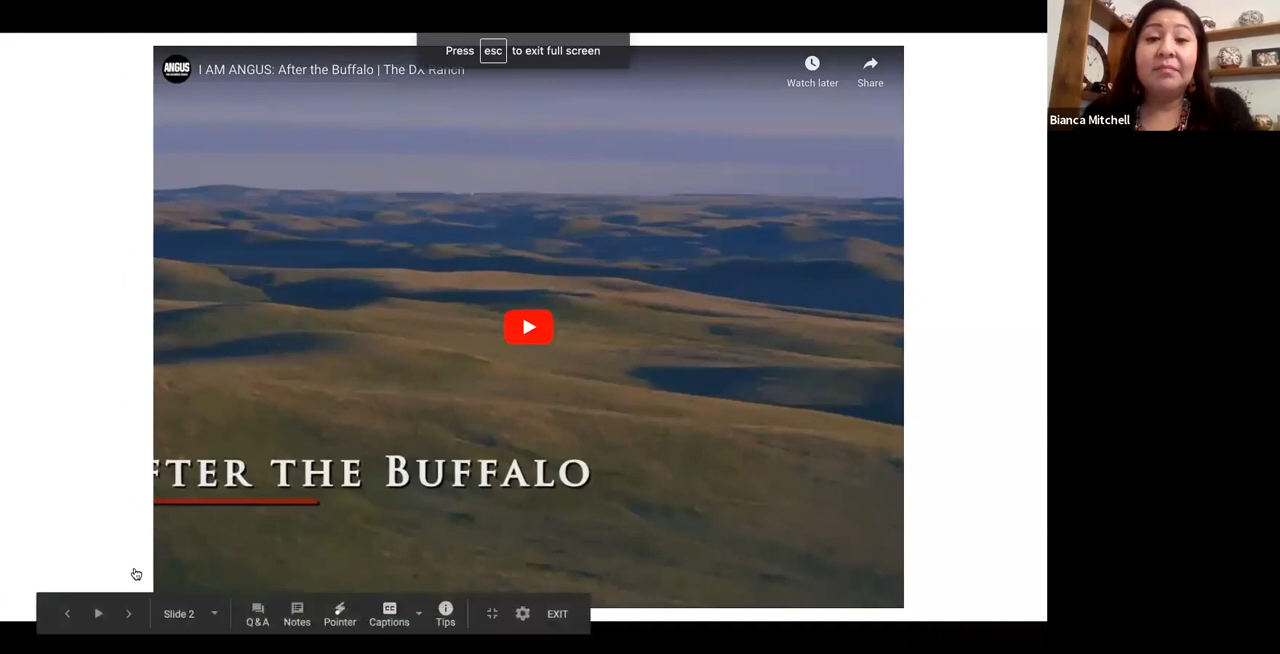 Press esc to exit full screen
ANGUS
I AM ANGUS: After the Buffalo | The DX Ranch
Watch later
Share
Bianca Mitchell
FTER THE BUFFALO
Slide 2
Q&A
Notes
Pointer
CC
Captions
Tips
EXIT